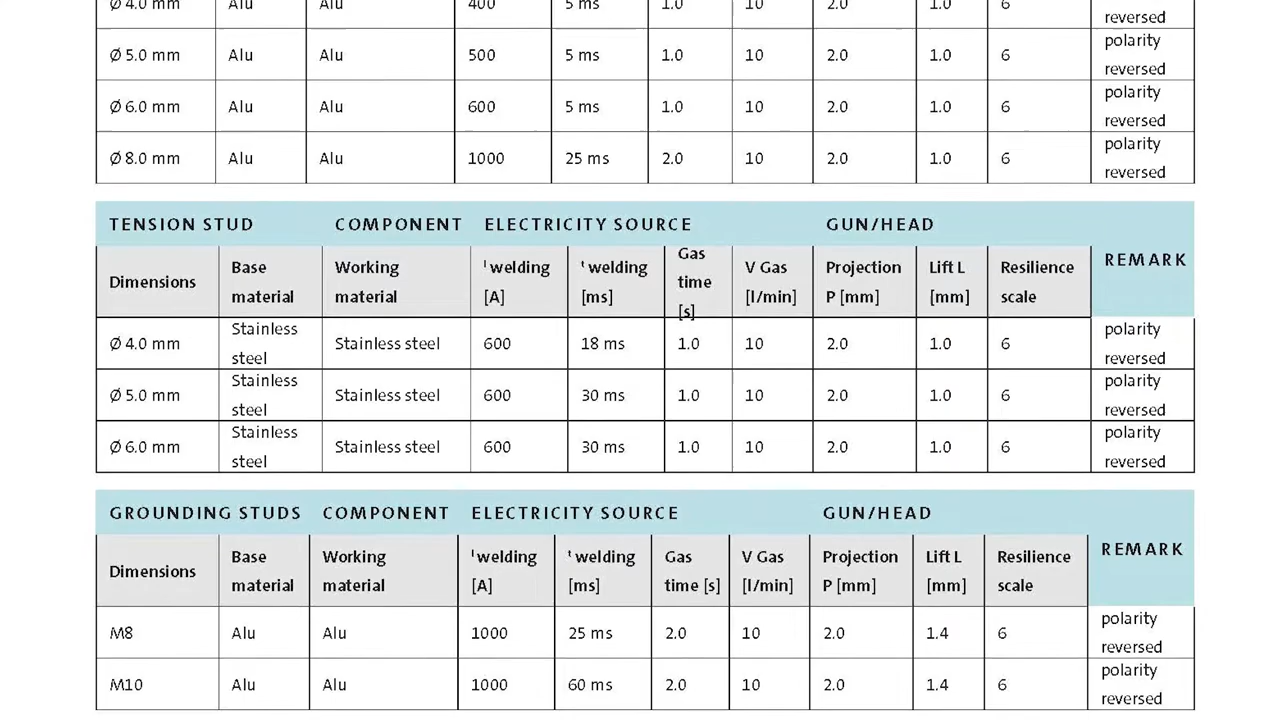 Ø 4.0 mm Alu Alu 400 5 ms 1.0 10 2.0 1.0 6 reversed
Ø 5.0 mm Alu Alu 500 5 ms 1.0 10 2.0 1.0 6 polarity reversed
Ø 6.0 mm Alu Alu 600 5 ms 1.0 10 2.0 1.0 6 polarity reversed
Ø 8.0 mm Alu Alu 1000 25 ms 2.0 10 2.0 1.0 6 polarity reversed
TENSION STUD COMPONENT ELECTRICITY SOURCE GUN/HEAD REMARK
Dimensions Base material Working material I welding [A] t welding [ms] Gas time [s] V Gas [l/min] Projection P [mm] Lift L [mm] Resilience scale
Ø 4.0 mm Stainless steel Stainless steel 600 18 ms 1.0 10 2.0 1.0 6 polarity reversed
Ø 5.0 mm Stainless steel Stainless steel 600 30 ms 1.0 10 2.0 1.0 6 polarity reversed
Ø 6.0 mm Stainless steel Stainless steel 600 30 ms 1.0 10 2.0 1.0 6 polarity reversed
GROUNDING STUDS COMPONENT ELECTRICITY SOURCE GUN/HEAD REMARK
Dimensions Base material Working material I welding [A] t welding [ms] Gas time [s] V Gas [l/min] Projection P [mm] Lift L [mm] Resilience scale
M8 Alu Alu 1000 25 ms 2.0 10 2.0 1.4 6 polarity reversed
M10 Alu Alu 1000 60 ms 2.0 10 2.0 1.4 6 polarity reversed